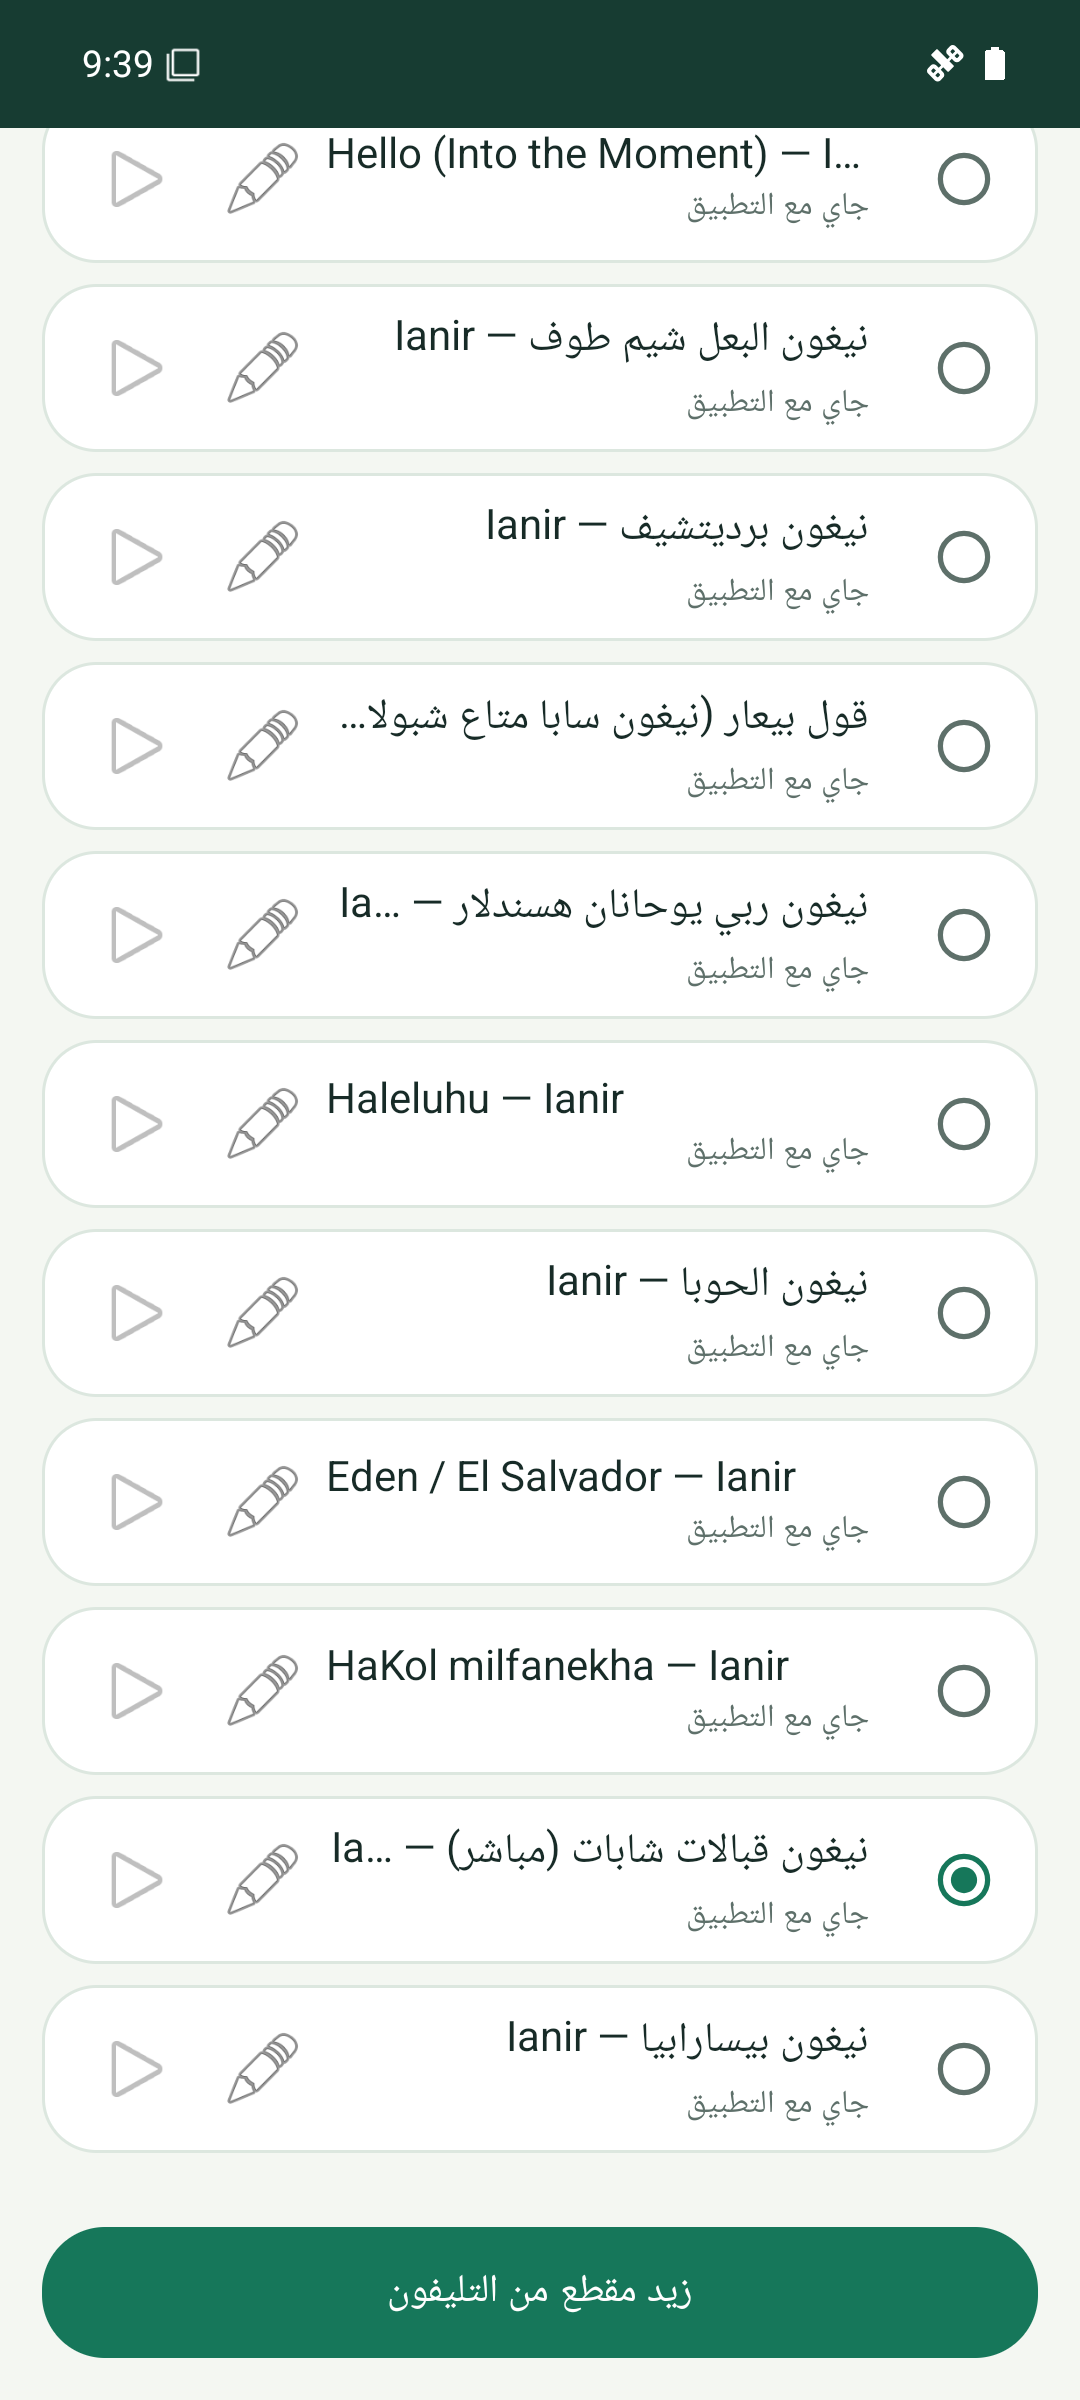 9:39
Hello (Into the Moment) — I...
جاي مع التطبيق
نيغون البعل شيم طوف — Ianir
جاي مع التطبيق
نيغون برديتشيف — Ianir
جاي مع التطبيق
قول بيعار (نيغون سابا متاع شبولا...
جاي مع التطبيق
نيغون ربي يوحانان هسندلار — Ia...
جاي مع التطبيق
Haleluhu — Ianir
جاي مع التطبيق
نيغون الحوبا — Ianir
جاي مع التطبيق
Eden / El Salvador — Ianir
جاي مع التطبيق
HaKol milfanekha — Ianir
جاي مع التطبيق
نيغون قبالات شابات (مباشر) — Ia...
جاي مع التطبيق
نيغون بيسارابيا — Ianir
جاي مع التطبيق
زيد مقطع من التليفون